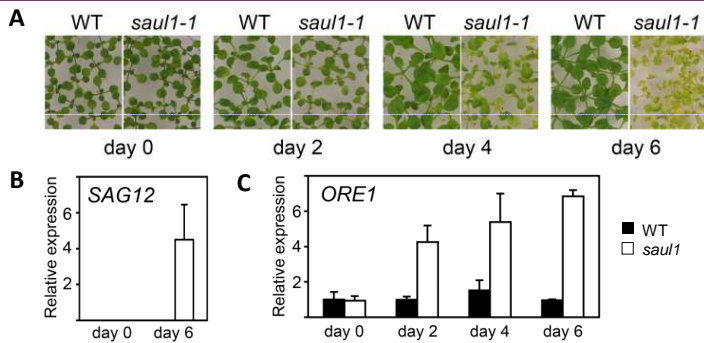 A
WT saul1-1 WT saul1-1 WT saul1-1 WT saul1-1
day 0 day 2 day 4 day 6
B
SAG12
Relative expression
6
4
2
day 0 day 6
C
ORE1
Relative expression
6
4
2
day 0 day 2 day 4 day 6
WT
saul1